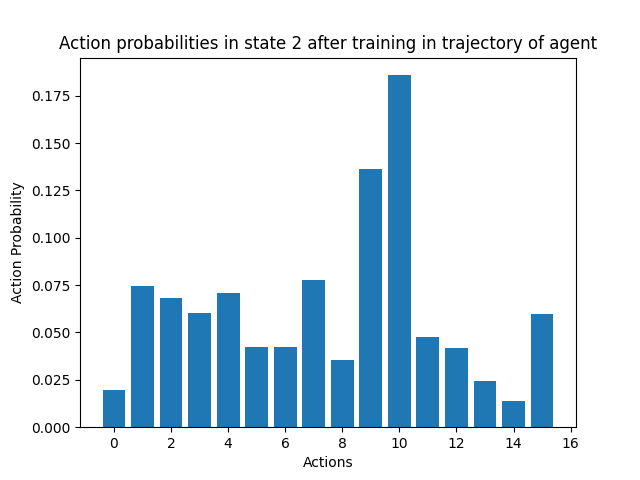 Action probabilities in state 2 after training in trajectory of agent
0.175
0.150
0.125
0.100
0.075
0.050
0.025
0.000
Action Probability
0 2 4 6 8 10 12 14 16
Actions